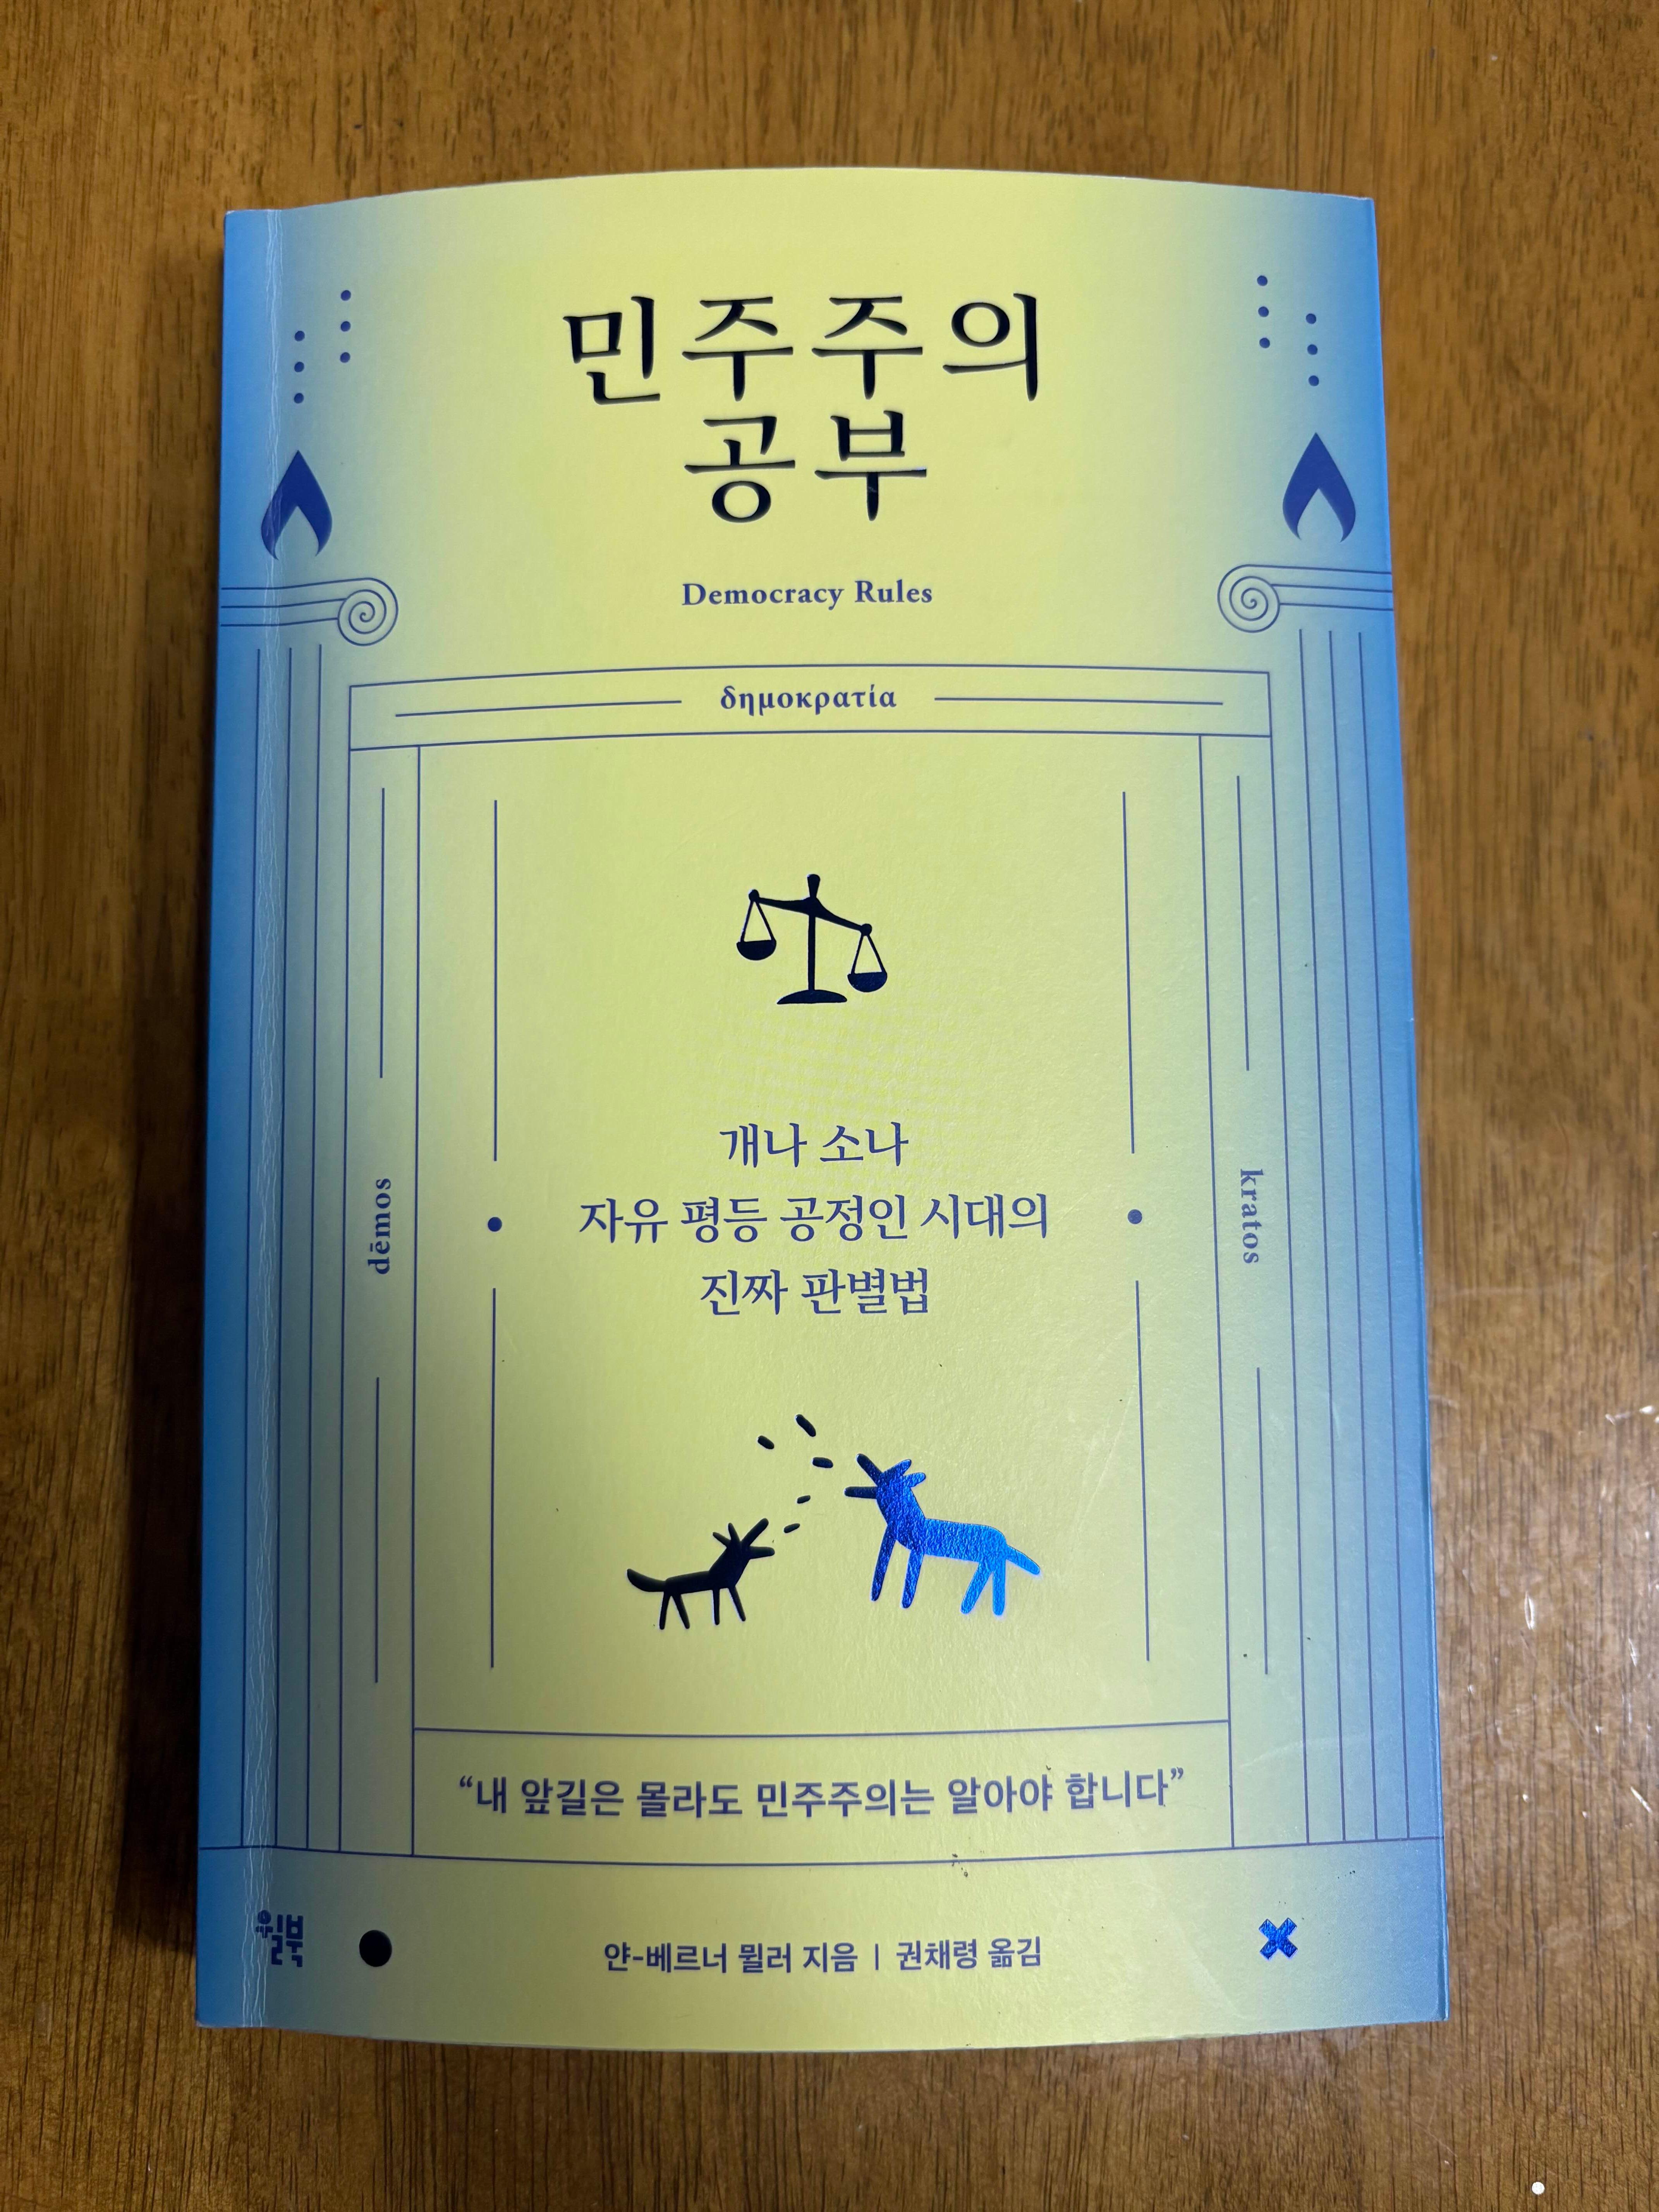 민주주의
공부
Democracy Rules
δημοκρατία
dēmos
kratos
개나 소나
자유 평등 공정인 시대의
진짜 판별법
“내 앞길은 몰라도 민주주의는 알아야 합니다”
윌북
얀-베르너 뮐러 지음 | 권채령 옮김